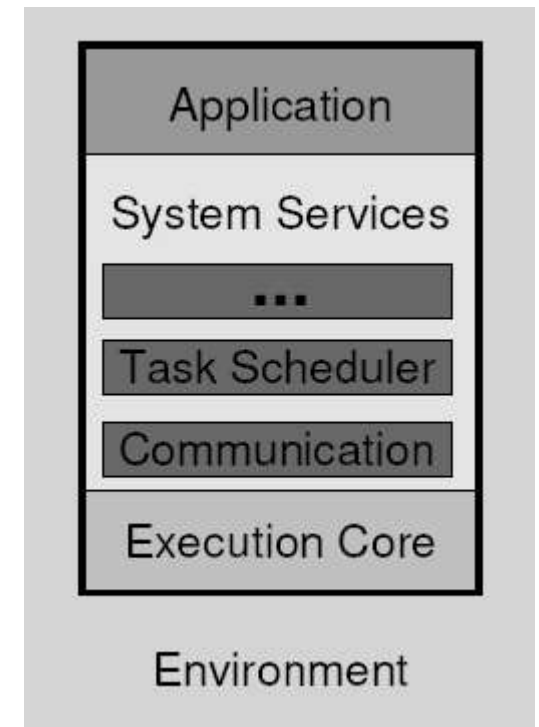 Application
System Services
...
Task Scheduler
Communication
Execution Core
Environment